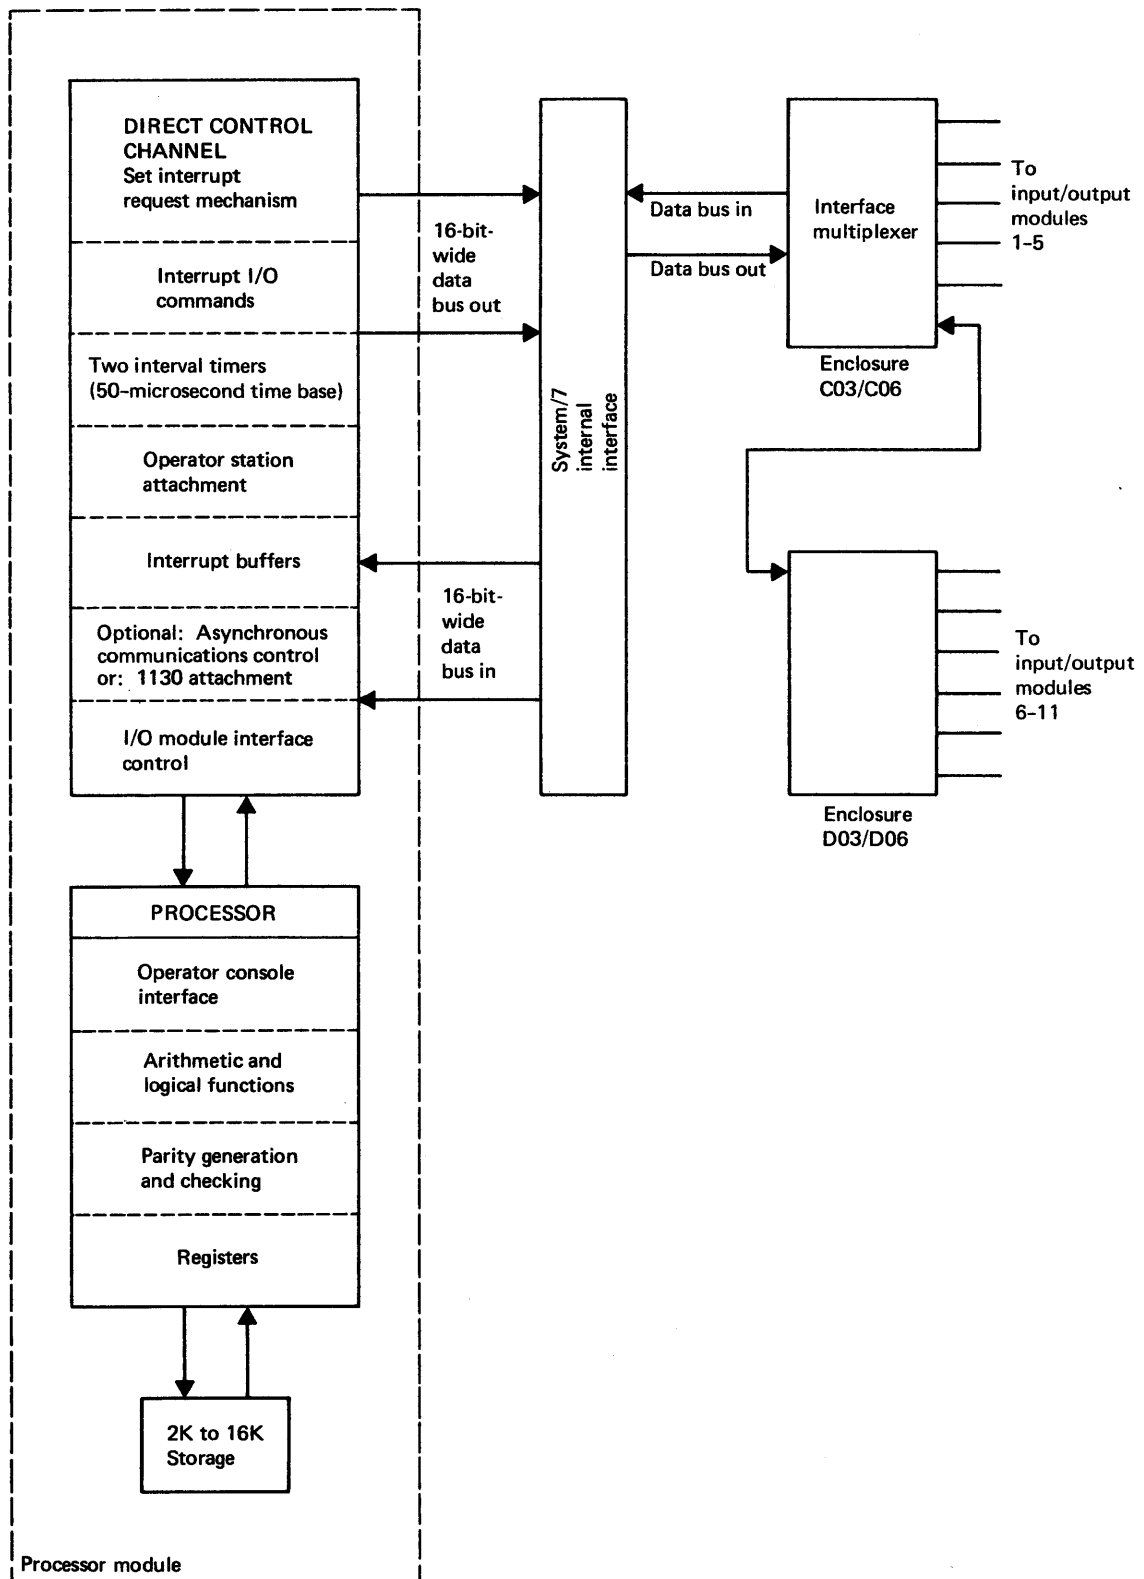 DIRECT CONTROL
CHANNEL
Set interrupt
request mechanism
Interrupt I/O
commands
Two interval timers
(50-microsecond time base)
Operator station
attachment
Interrupt buffers
Optional: Asynchronous
communications control
or: 1130 attachment
I/O module interface
control
16-bit-
wide
data
bus out
16-bit-
wide
data
bus in
System/7
internal
interface
Data bus in
Data bus out
Interface
multiplexer
To
input/output
modules
1-5
Enclosure
C03/C06
To
input/output
modules
6-11
Enclosure
D03/D06
PROCESSOR
Operator console
interface
Arithmetic and
logical functions
Parity generation
and checking
Registers
2K to 16K
Storage
Processor module